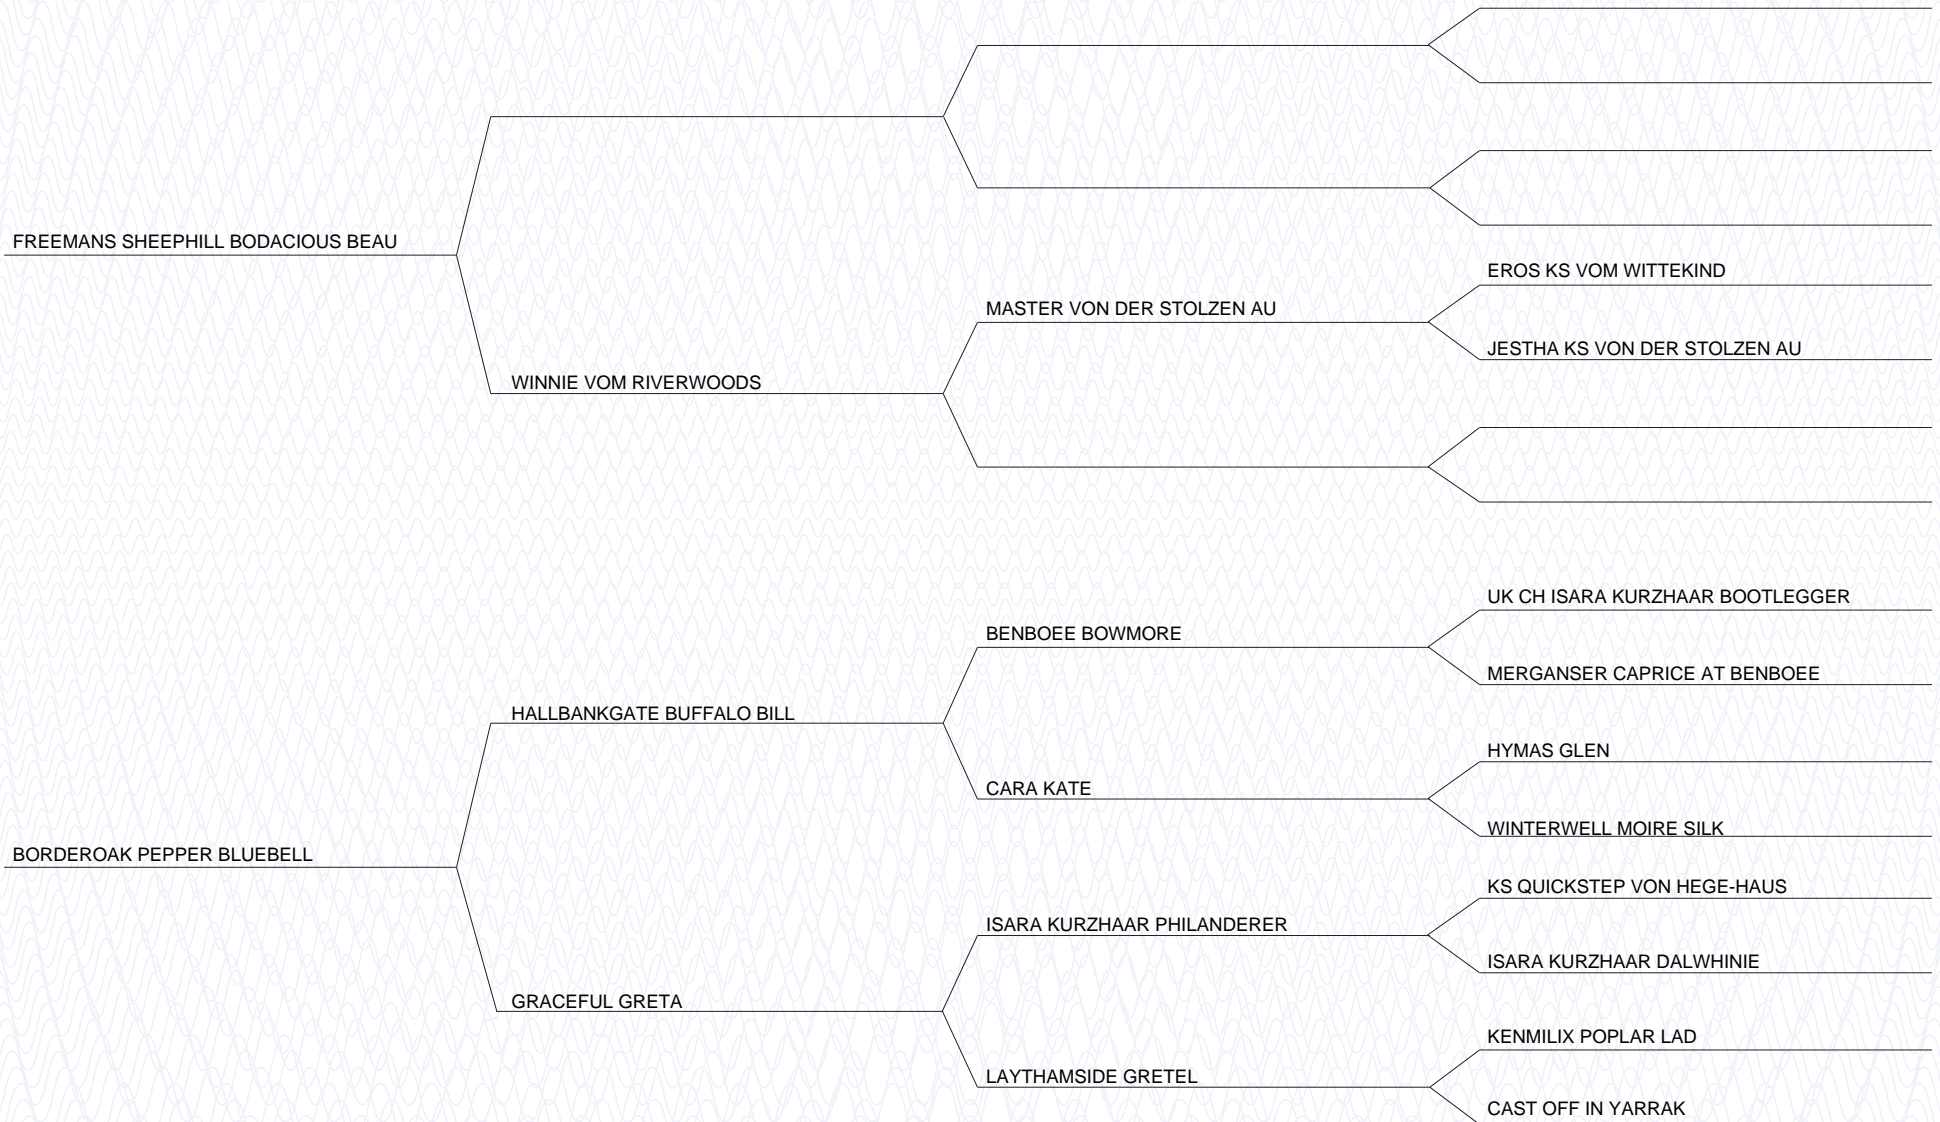 FREEMANS SHEEPHILL BODACIOUS BEAU
EROS KS VOM WITTEKIND
MASTER VON DER STOLZEN AU
JESTHA KS VON DER STOLZEN AU
WINNIE VOM RIVERWOODS
UK CH ISARA KURZHAAR BOOTLEGGER
BENBOEE BOWMORE
MERGANSER CAPRICE AT BENBOEE
HALLBANKGATE BUFFALO BILL
HYMAS GLEN
CARA KATE
WINTERWELL MOIRE SILK
BORDEROAK PEPPER BLUEBELL
KS QUICKSTEP VON HEGE-HAUS
ISARA KURZHAAR PHILANDERER
ISARA KURZHAAR DALWHINIE
GRACEFUL GRETA
KENMILIX POPLAR LAD
LAYTHAMSIDE GRETEL
CAST OFF IN YARRAK